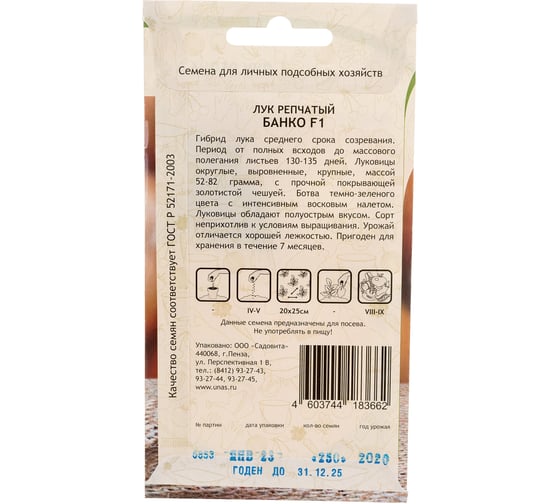 Семена для личных подсобных хозяйств
ЛУК РЕПЧАТЫЙ
БАНКО F1
Гибрид лука среднего срока созревания.
Период от полных всходов до массового
полегания листьев 130-135 дней. Луковицы
округлые, выровненные, крупные, массой
52-82 грамма, с прочной покрывающей
золотистой чешуей. Ботва темно-зеленого
цвета с интенсивным восковым налетом.
Луковицы обладают полуострым вкусом. Сорт
неприхотлив к условиям выращивания. Урожай
отличается хорошей лежкостью. Пригоден для
хранения в течение 7 месяцев.
Качество семян соответствует ГОСТ Р 52171-2003
- IV-V 20х25см - VIII-IX
Данные семена предназначены для посева.
Не употреблять в пищу!
Упаковано: ООО «Садовита»
440068, г.Пенза,
ул. Перспективная 1 В,
тел.: (8412) 93-27-43,
93-27-44, 93-27-45,
www.unas.ru
4 603744 183662
№ партии дата упаковки кол-во семян год урожая
0853 ЯНВ 23 *250* 2020
ГОДЕН ДО 31.12.25